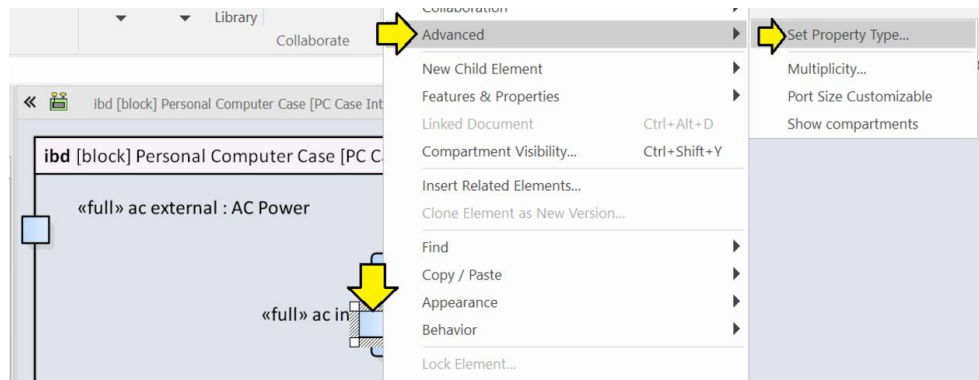 Library
Collaborate
Collaboration
Advanced
New Child Element
Features & Properties
Linked Document Ctrl+Alt+D
Compartment Visibility... Ctrl+Shift+Y
Insert Related Elements...
Clone Element as New Version...
Find
Copy / Paste
Appearance
Behavior
Lock Element...
Set Property Type...
Multiplicity...
Port Size Customizable
Show compartments
« ibd [block] Personal Computer Case [PC Case Int
ibd [block] Personal Computer Case [PC C
«full» ac external : AC Power
«full» ac in